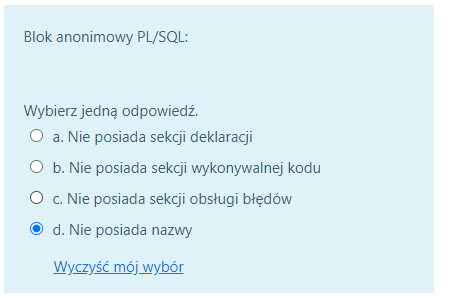 Blok anonimowy PL/SQL:
Wybierz jedną odpowiedź.
a. Nie posiada sekcji deklaracji
b. Nie posiada sekcji wykonywalnej kodu
c. Nie posiada sekcji obsługi błędów
d. Nie posiada nazwy
Wyczyść mój wybór